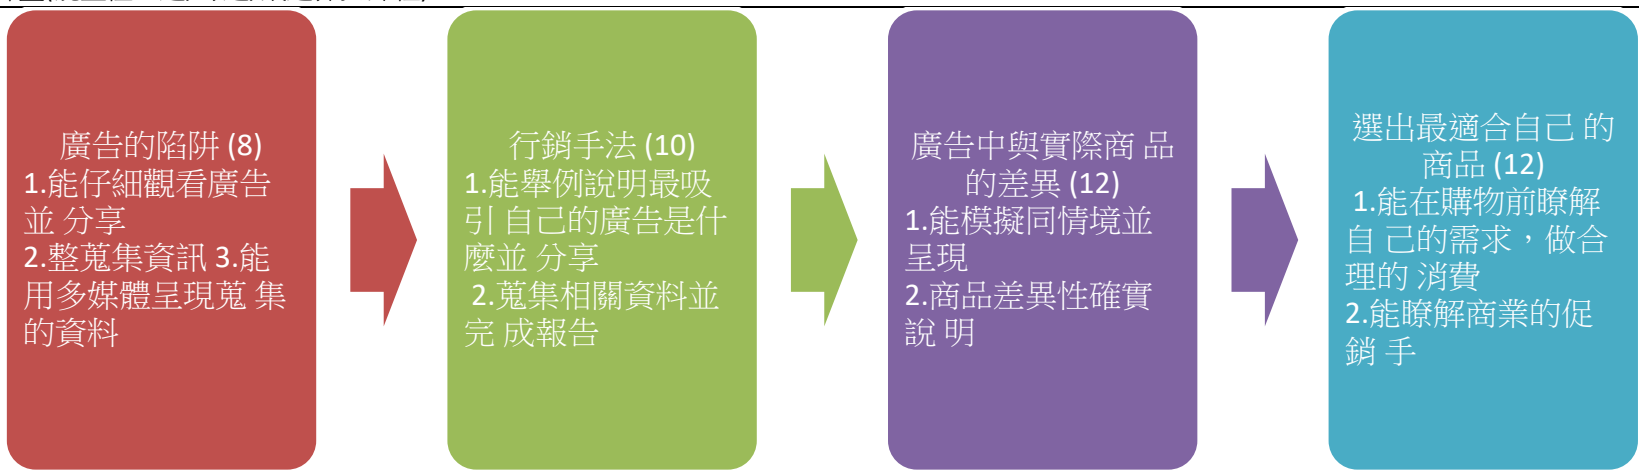 廣告的陷阱 (8)
1.能仔細觀看廣告
並 分享
2.整蒐集資訊 3.能
用多媒體呈現蒐 集
的資料
行銷手法 (10)
1.能舉例說明最吸
引 自己的廣告是什
麼並 分享
2.蒐集相關資料並
完 成報告
廣告中與實際商 品
的差異 (12)
1.能模擬同情境並
呈現
2.商品差異性確實
說 明
選出最適合自己 的
商品 (12)
1.能在購物前瞭解
自 己的需求，做合
理的 消費
2.能瞭解商業的促
銷 手